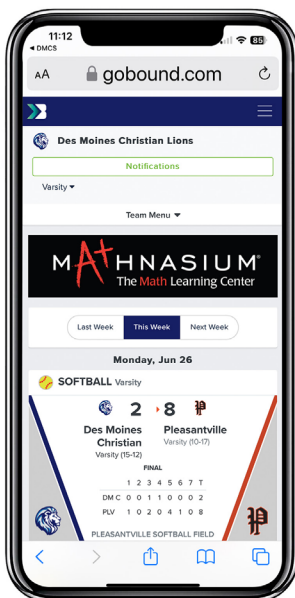 11:12
85
◀ DMCS
AA gobound.com
Des Moines Christian Lions
Notifications
Varsity ▼
Team Menu ▼
MA+HNASIUM®
The Math Learning Center
Last Week This Week Next Week
Monday, Jun 26
SOFTBALL Varsity
2 8 P
Des Moines Christian Pleasantville
Varsity (15-12) Varsity (10-17)
FINAL
1 2 3 4 5 6 7 T
DM C 0 0 1 1 0 0 0 2
PLV 1 0 2 0 4 1 0 8
P
PLEASANTVILLE SOFTBALL FIELD